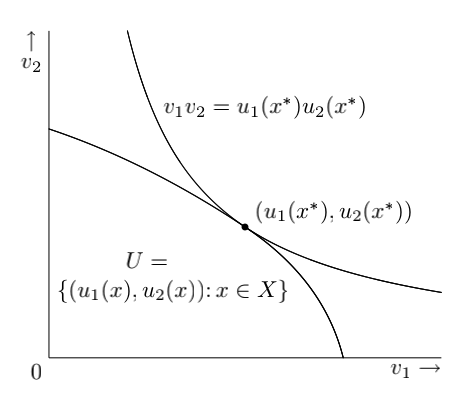 ↑
v₂
v₁v₂ = u₁(x*)u₂(x*)
(u₁(x*), u₂(x*))
U =
{(u₁(x), u₂(x)): x ∈ X}
0
v₁ →